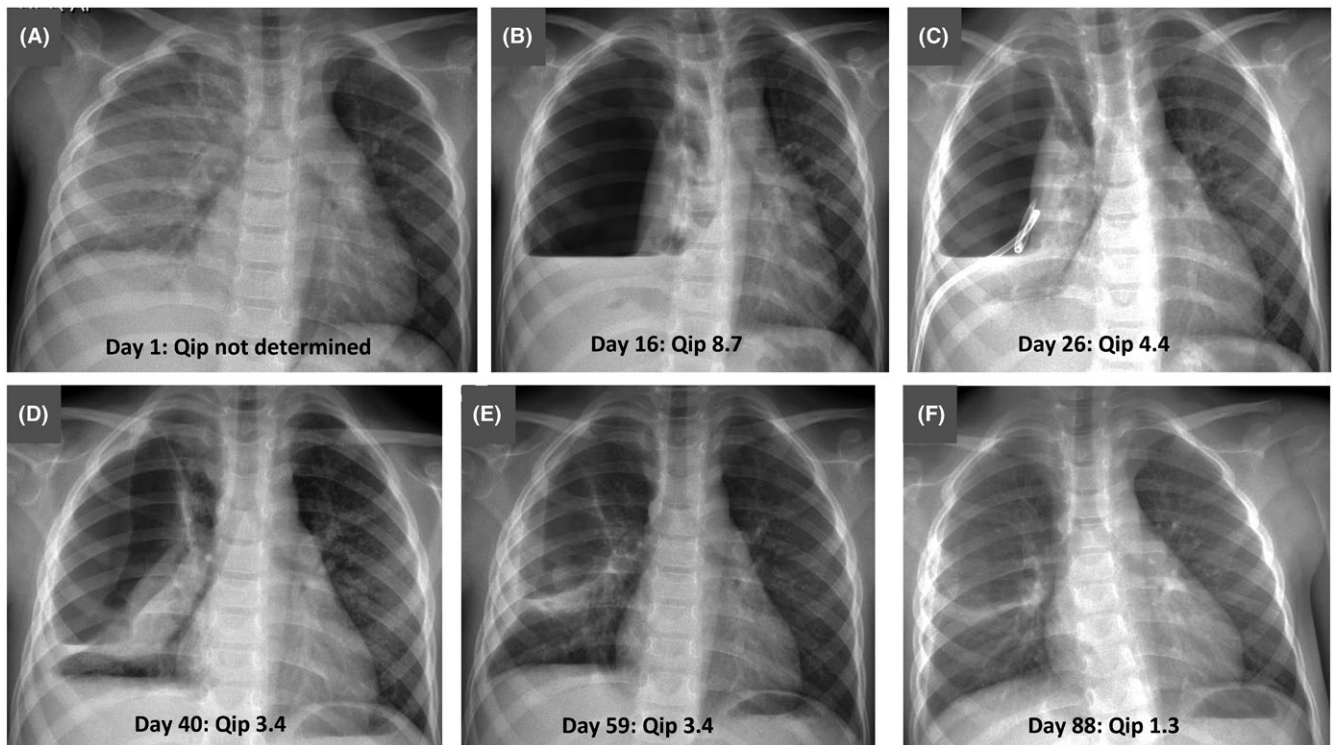 (A)
Day 1: Qip not determined
(B)
Day 16: Qip 8.7
(C)
Day 26: Qip 4.4
(D)
Day 40: Qip 3.4
(E)
Day 59: Qip 3.4
(F)
Day 88: Qip 1.3